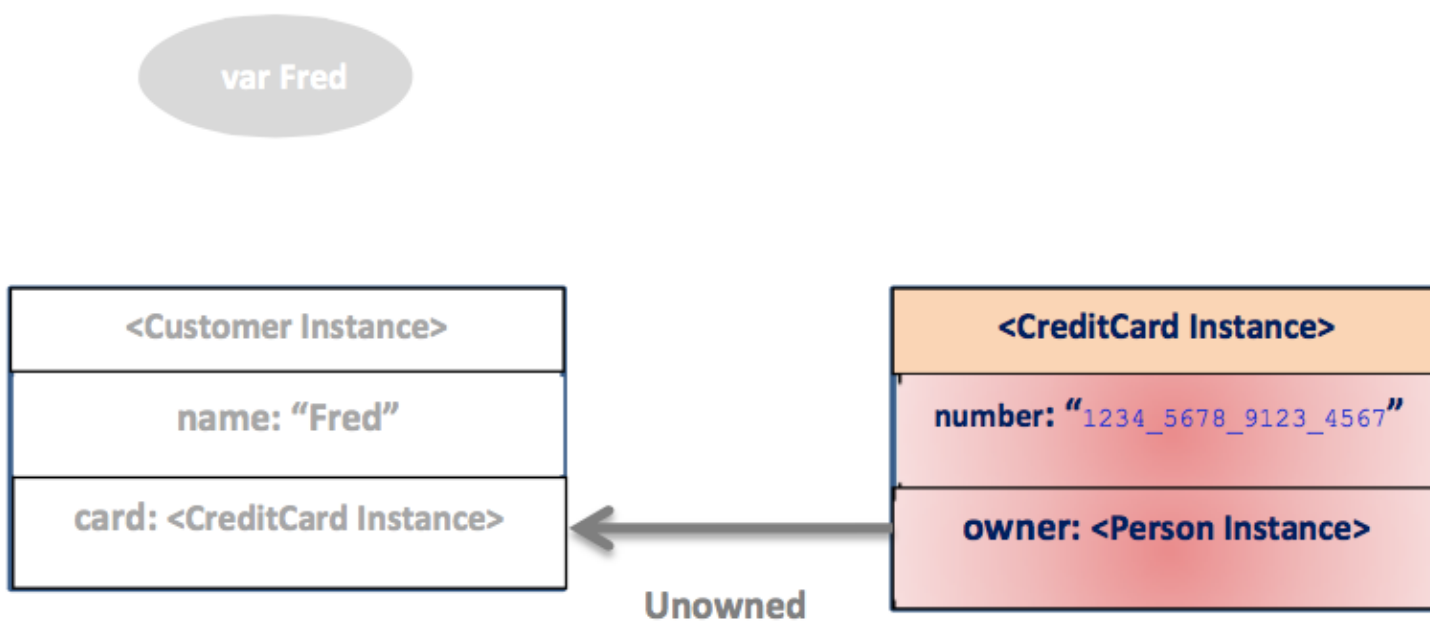 var Fred
<Customer Instance>
name: “Fred”
card: <CreditCard Instance>
<CreditCard Instance>
number: “1234_5678_9123_4567”
owner: <Person Instance>
Unowned